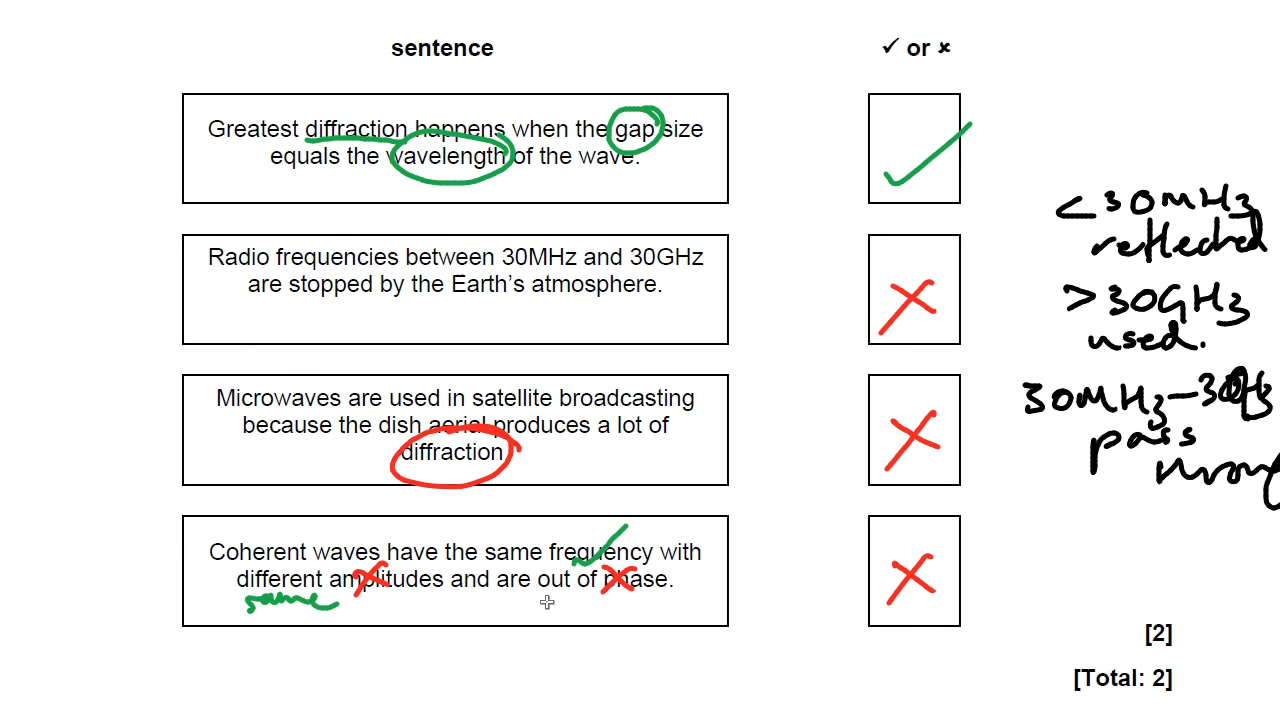 sentence
✓ or ×
Greatest diffraction happens when the gap size
equals the wavelength of the wave.
Radio frequencies between 30MHz and 30GHz
are stopped by the Earth's atmosphere.
Microwaves are used in satellite broadcasting
because the dish aerial produces a lot of
diffraction
Coherent waves have the same frequency with
different amplitudes and are out of phase.
same
<30MHz
reflected
>30GHz
used.
30MHz-30GHz
pass
[2]
[Total: 2]